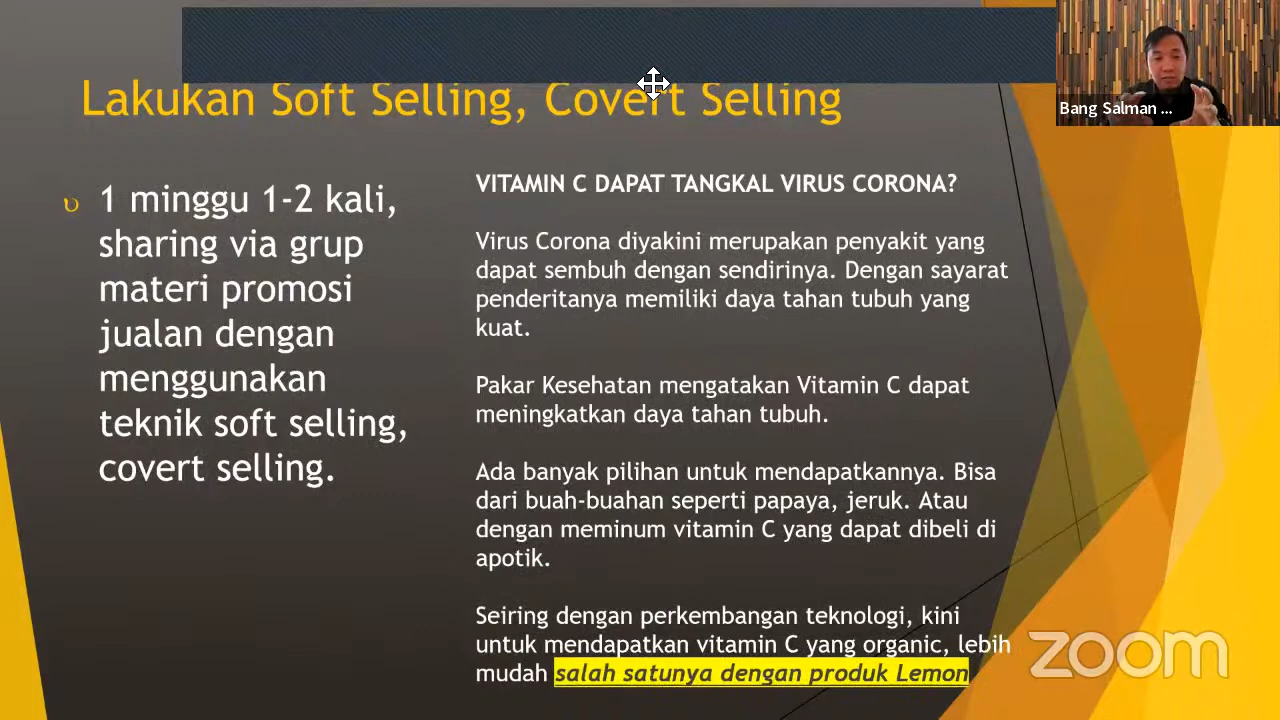 Lakukan Soft Selling, Covert Selling
Bang Salman ...
1 minggu 1-2 kali,
sharing via grup
materi promosi
jualan dengan
menggunakan
teknik soft selling,
covert selling.
VITAMIN C DAPAT TANGKAL VIRUS CORONA?
Virus Corona diyakini merupakan penyakit yang
dapat sembuh dengan sendirinya. Dengan sayarat
penderitanya memiliki daya tahan tubuh yang
kuat.
Pakar Kesehatan mengatakan Vitamin C dapat
meningkatkan daya tahan tubuh.
Ada banyak pilihan untuk mendapatkannya. Bisa
dari buah-buahan seperti papaya, jeruk. Atau
dengan meminum vitamin C yang dapat dibeli di
apotik.
Seiring dengan perkembangan teknologi, kini
untuk mendapatkan vitamin C yang organic, lebih
mudah salah satunya dengan produk Lemon
zoom